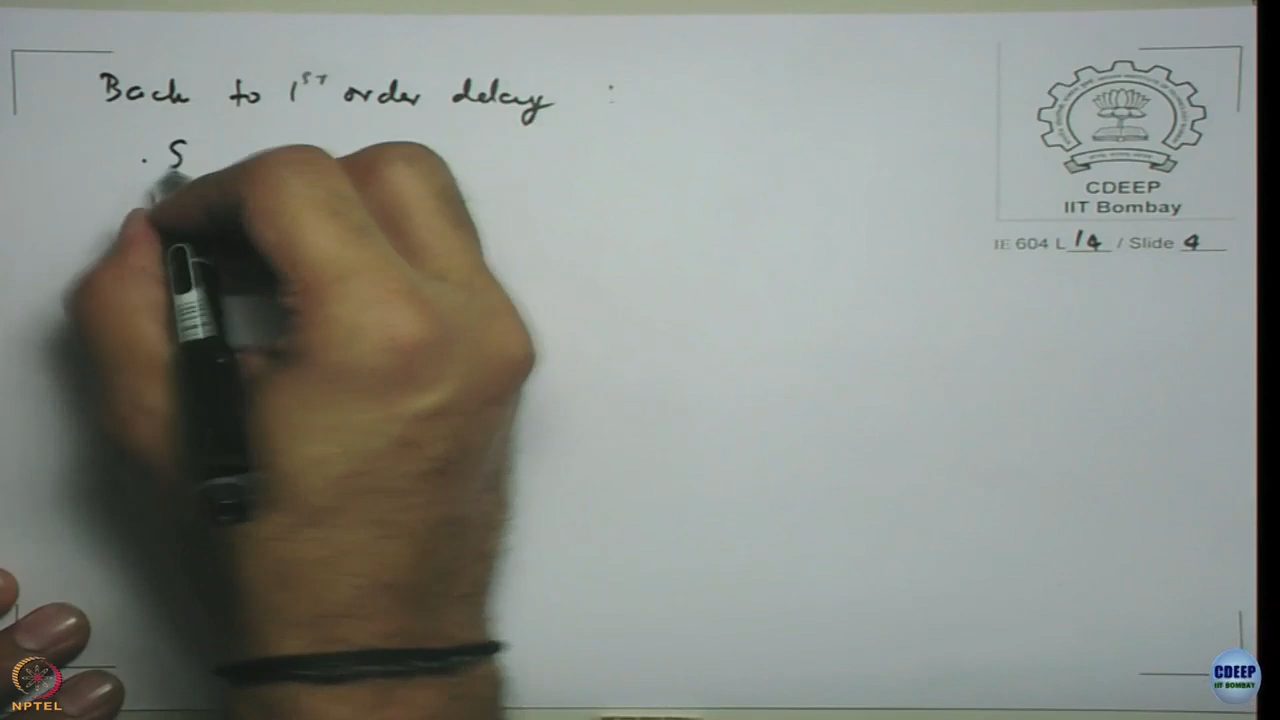 Back to 1ST order delay :
. S
CDEEP
IIT Bombay
IE 604 L 14 / Slide 4
NPTEL
CDEEP
IIT BOMBAY